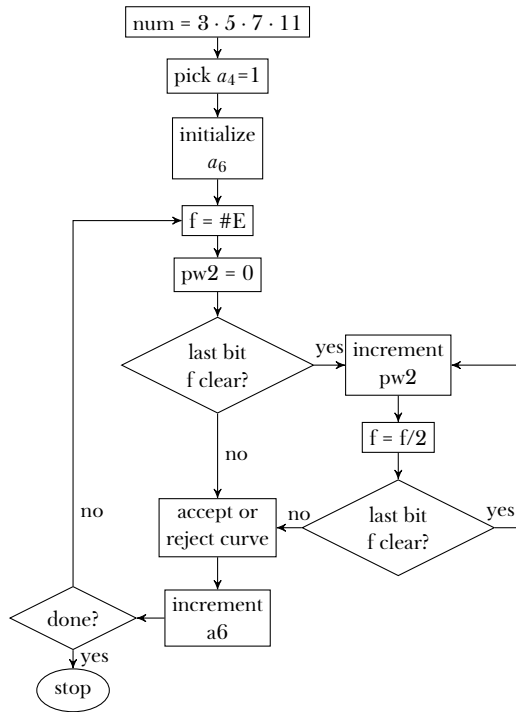 num = 3 · 5 · 7 · 11
pick a₄=1
initialize
a₆
f = #E
pw2 = 0
last bit
f clear?
yes
increment
pw2
f = f/2
no
last bit
f clear?
no
yes
accept or
reject curve
no
increment
a6
done?
yes
stop